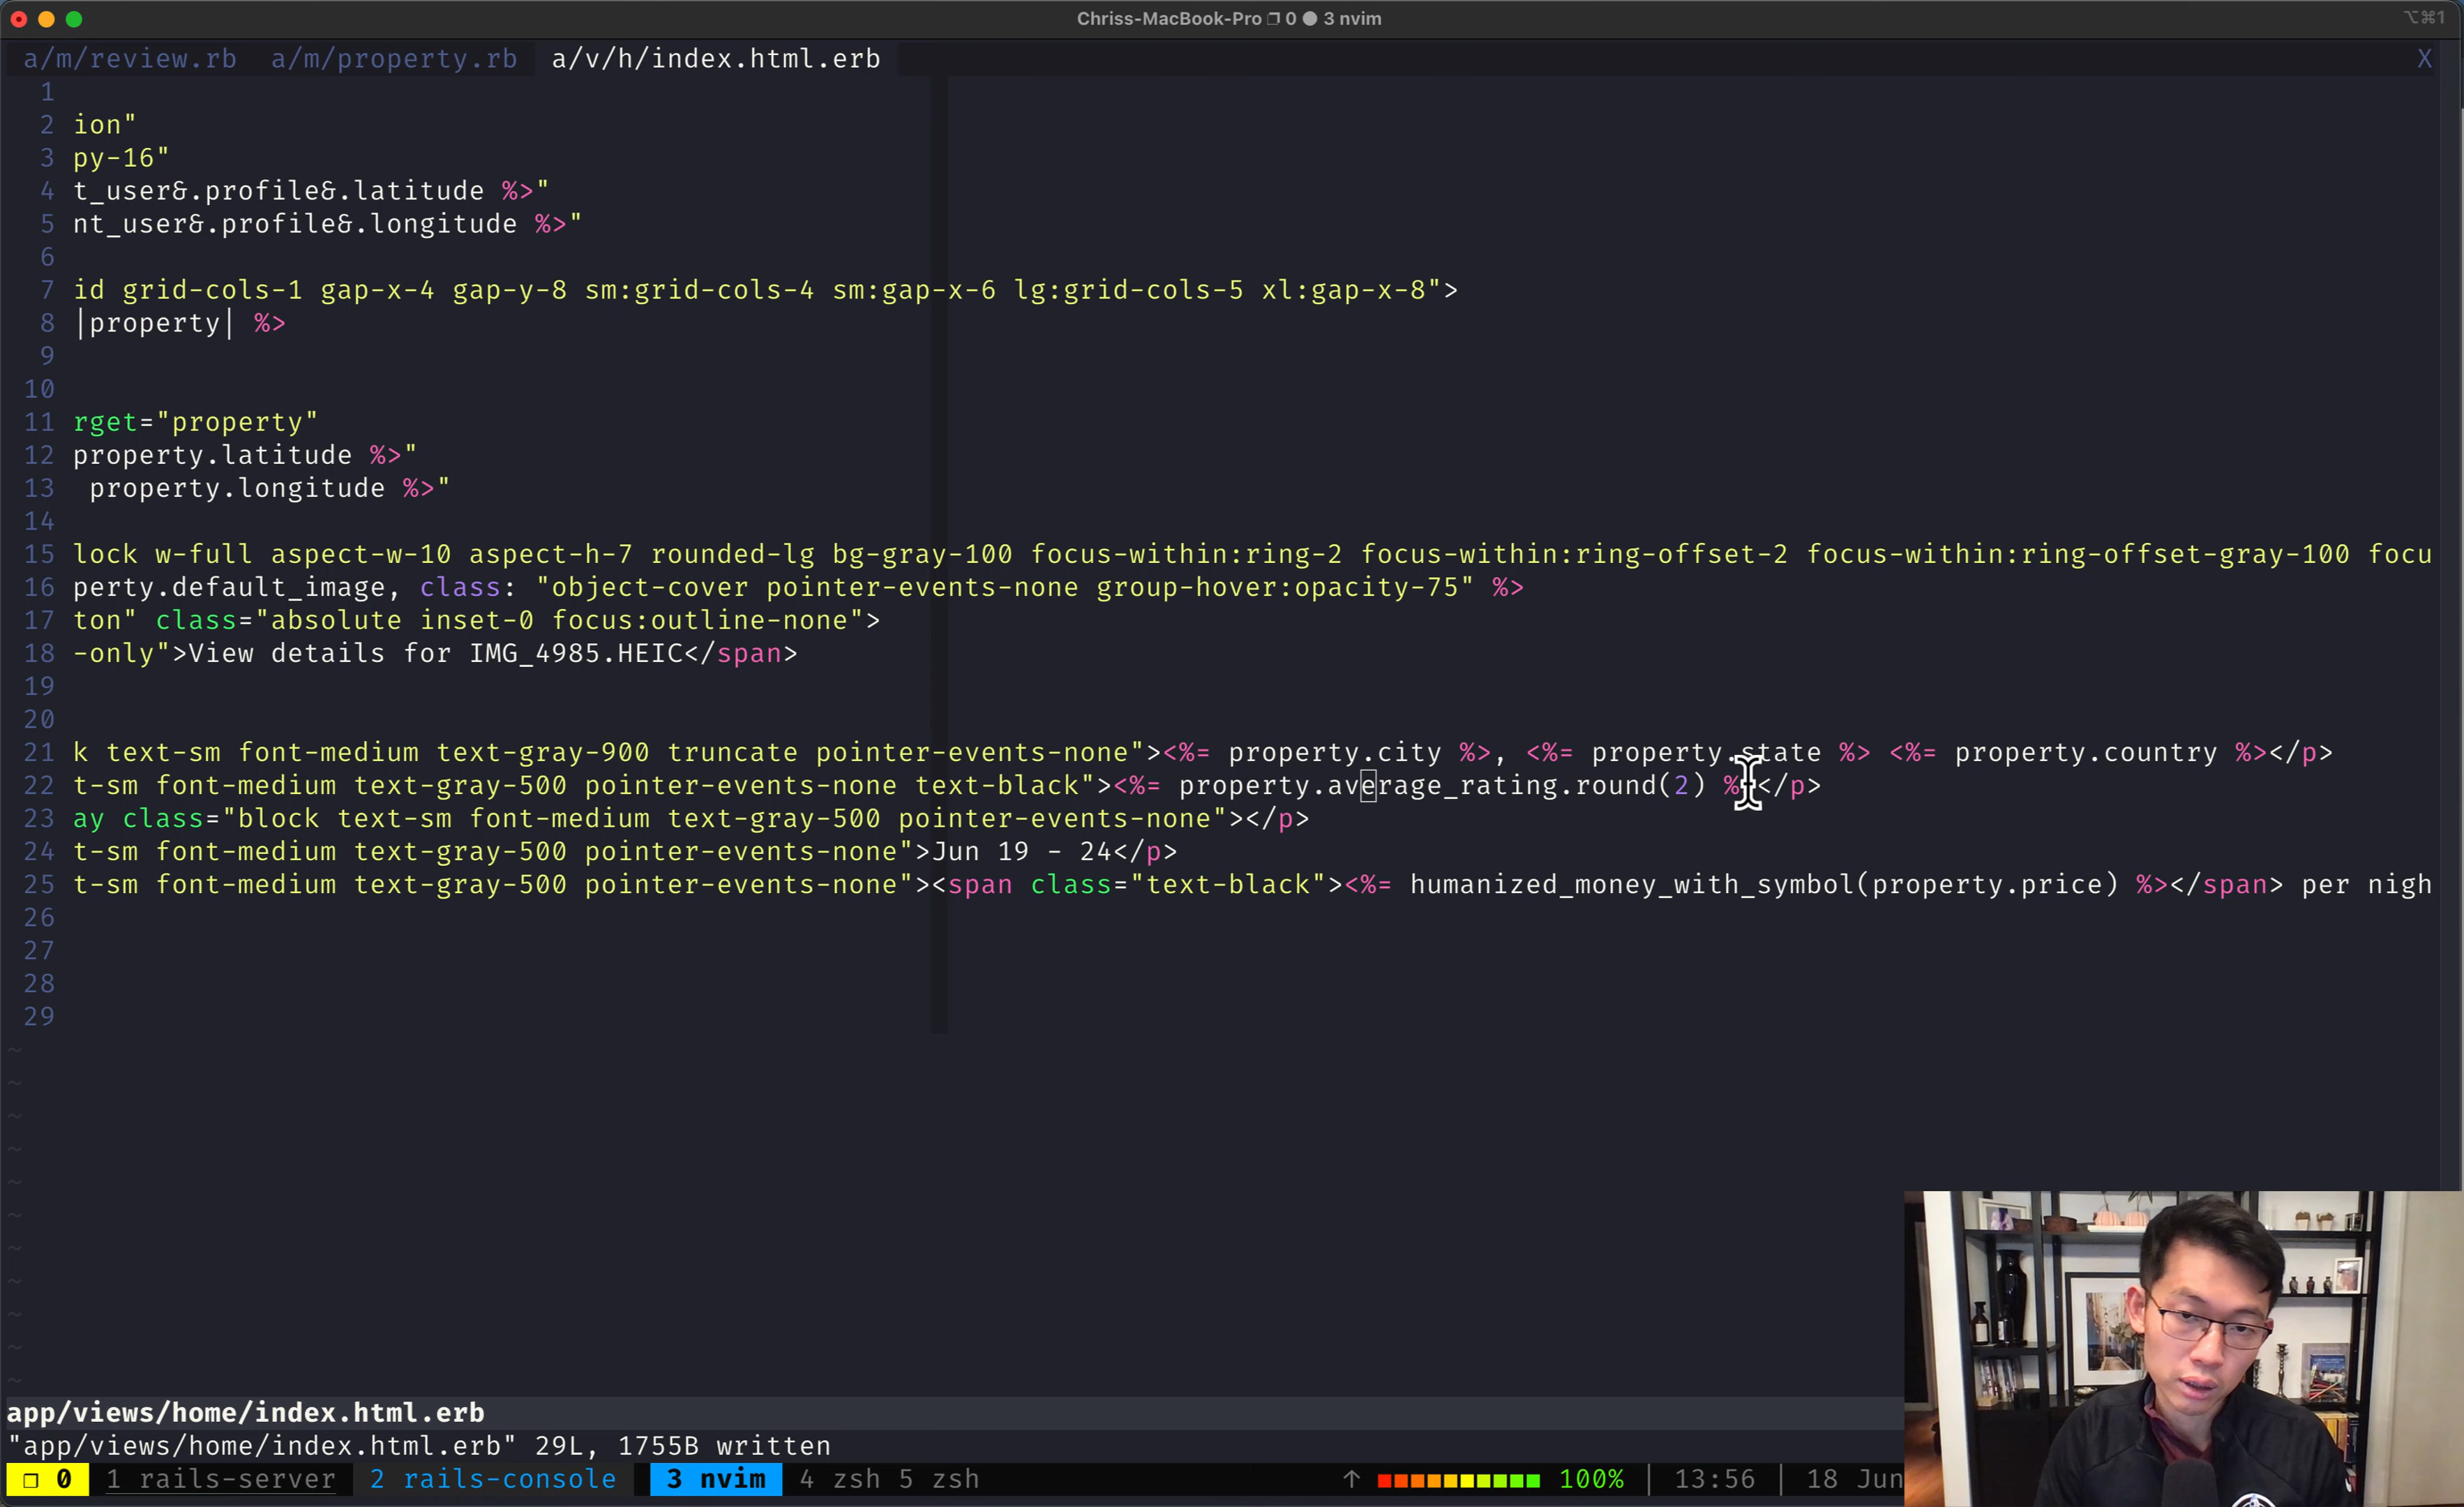 Chriss-MacBook-Pro ❐ 0 ● 3 nvim
⌥⌘1
a/m/review.rb a/m/property.rb a/v/h/index.html.erb X
1
2 ion"
3 py-16"
4 t_user&.profile&.latitude %>"
5 nt_user&.profile&.longitude %>"
6
7 id grid-cols-1 gap-x-4 gap-y-8 sm:grid-cols-4 sm:gap-x-6 lg:grid-cols-5 xl:gap-x-8">
8 |property| %>
9
10
11 rget="property"
12 property.latitude %>"
13 property.longitude %>"
14
15 lock w-full aspect-w-10 aspect-h-7 rounded-lg bg-gray-100 focus-within:ring-2 focus-within:ring-offset-2 focus-within:ring-offset-gray-100 focu
16 perty.default_image, class: "object-cover pointer-events-none group-hover:opacity-75" %>
17 ton" class="absolute inset-0 focus:outline-none">
18 -only">View details for IMG_4985.HEIC</span>
19
20
21 k text-sm font-medium text-gray-900 truncate pointer-events-none"><%= property.city %>, <%= property.state %> <%= property.country %></p>
22 t-sm font-medium text-gray-500 pointer-events-none text-black"><%= property.average_rating.round(2) %></p>
23 ay class="block text-sm font-medium text-gray-500 pointer-events-none"></p>
24 t-sm font-medium text-gray-500 pointer-events-none">Jun 19 - 24</p>
25 t-sm font-medium text-gray-500 pointer-events-none"><span class="text-black"><%= humanized_money_with_symbol(property.price) %></span> per nigh
26
27
28
29
app/views/home/index.html.erb
"app/views/home/index.html.erb" 29L, 1755B written
❐ 0 1 rails-server 2 rails-console 3 nvim 4 zsh 5 zsh ↑ 100% | 13:56 | 18 Jun